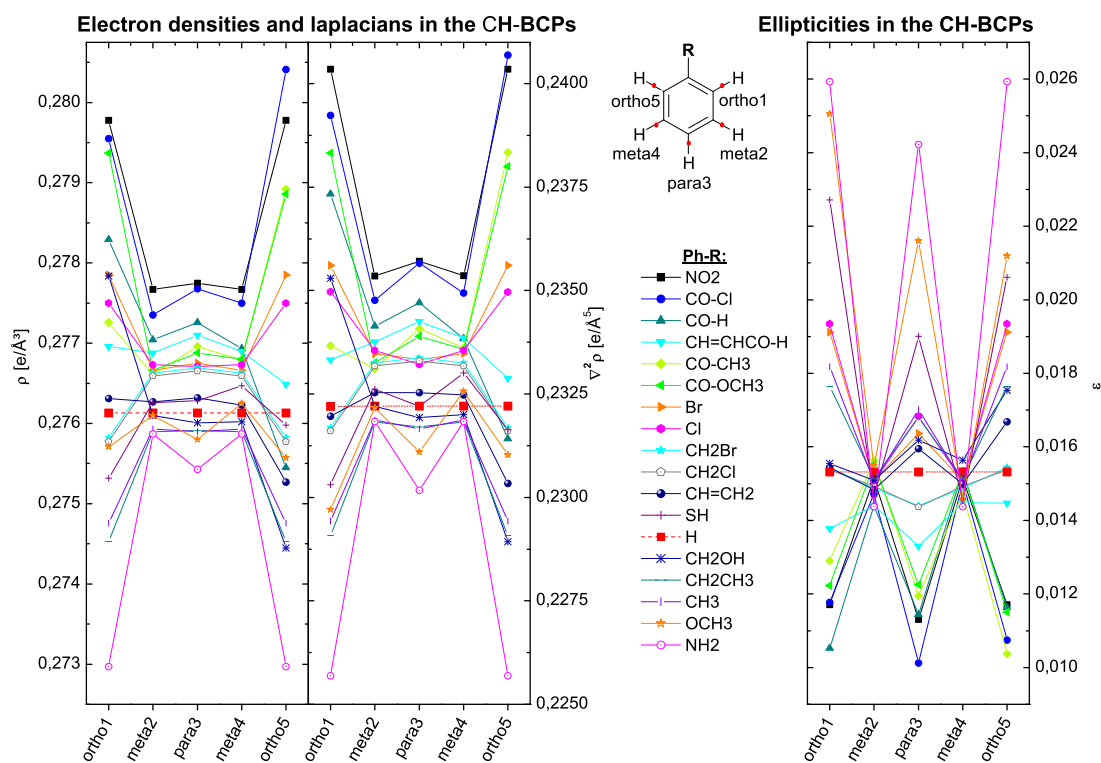 Electron densities and laplacians in the CH-BCPs
Ellipticities in the CH-BCPs
0,280
0,279
0,278
0,277
0,276
0,275
0,274
0,273
ρ [e/Å³]
0,2400
0,2375
0,2350
0,2325
0,2300
0,2275
0,2250
∇²ρ [e/Å⁵]
R
H
H
ortho5
ortho1
H
H
meta4
H
meta2
para3
Ph-R:
NO2
CO-Cl
CO-H
CH=CHCO-H
CO-CH3
CO-OCH3
Br
Cl
CH2Br
CH2Cl
CH=CH2
SH
H
CH2OH
CH2CH3
CH3
OCH3
NH2
0,026
0,024
0,022
0,020
0,018
0,016
0,014
0,012
0,010
ε
ortho1
meta2
para3
meta4
ortho5
ortho1
meta2
para3
meta4
ortho5
ortho1
meta2
para3
meta4
ortho5